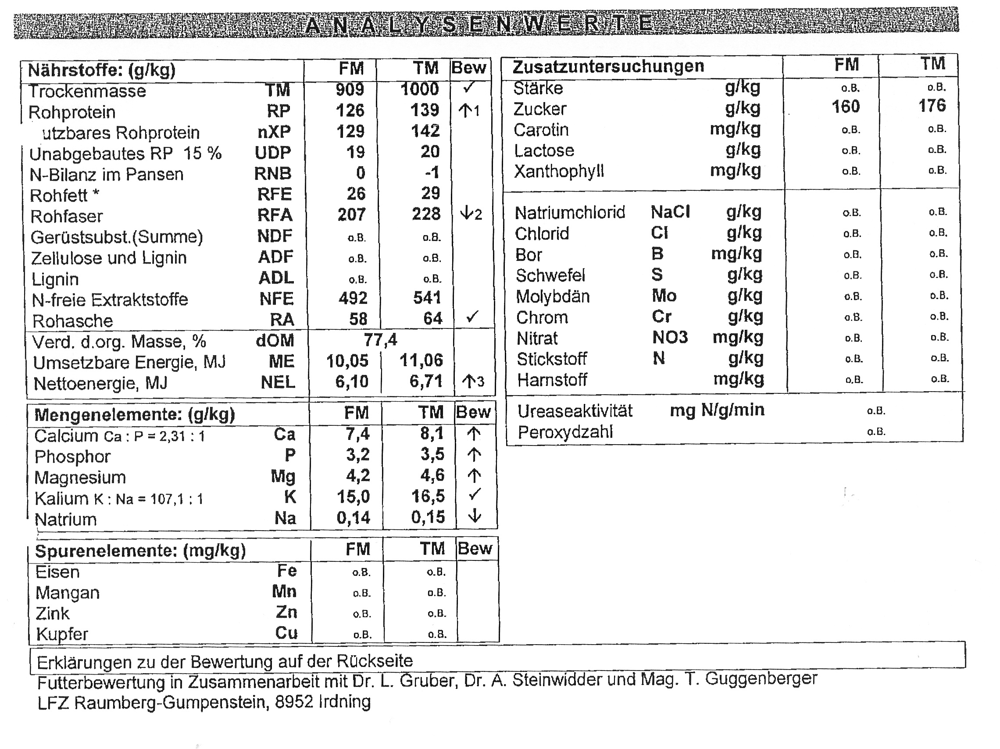 ANALYSENWERTE
Nährstoffe: (g/kg) FM TM Bew
Trockenmasse TM 909 1000 ✓
Rohprotein RP 126 139 ↑1
utzbares Rohprotein nXP 129 142
Unabgebautes RP 15 % UDP 19 20
N-Bilanz im Pansen RNB 0 -1
Rohfett * RFE 26 29
Rohfaser RFA 207 228 ↓2
Gerüstsubst.(Summe) NDF o.B. o.B.
Zellulose und Lignin ADF o.B. o.B.
Lignin ADL o.B. o.B.
N-freie Extraktstoffe NFE 492 541
Rohasche RA 58 64 ✓
Verd. d.org. Masse, % dOM 77,4
Umsetzbare Energie, MJ ME 10,05 11,06
Nettoenergie, MJ NEL 6,10 6,71 ↑3
Mengenelemente: (g/kg) FM TM Bew
Calcium Ca : P = 2,31 : 1 Ca 7,4 8,1 ↑
Phosphor P 3,2 3,5 ↑
Magnesium Mg 4,2 4,6 ↑
Kalium K : Na = 107,1 : 1 K 15,0 16,5 ✓
Natrium Na 0,14 0,15 ↓
Spurenelemente: (mg/kg) FM TM Bew
Eisen Fe o.B. o.B.
Mangan Mn o.B. o.B.
Zink Zn o.B. o.B.
Kupfer Cu o.B. o.B.
Zusatzuntersuchungen FM TM
Stärke g/kg o.B. o.B.
Zucker g/kg 160 176
Carotin mg/kg o.B. o.B.
Lactose g/kg o.B. o.B.
Xanthophyll mg/kg o.B. o.B.
Natriumchlorid NaCl g/kg o.B. o.B.
Chlorid Cl g/kg o.B. o.B.
Bor B mg/kg o.B. o.B.
Schwefel S g/kg o.B. o.B.
Molybdän Mo g/kg o.B. o.B.
Chrom Cr g/kg o.B. o.B.
Nitrat NO3 mg/kg o.B. o.B.
Stickstoff N g/kg o.B. o.B.
Harnstoff mg/kg o.B. o.B.
Ureaseaktivität mg N/g/min o.B.
Peroxydzahl o.B.
Erklärungen zu der Bewertung auf der Rückseite
Futterbewertung in Zusammenarbeit mit Dr. L. Gruber, Dr. A. Steinwidder und Mag. T. Guggenberger
LFZ Raumberg-Gumpenstein, 8952 Irdning